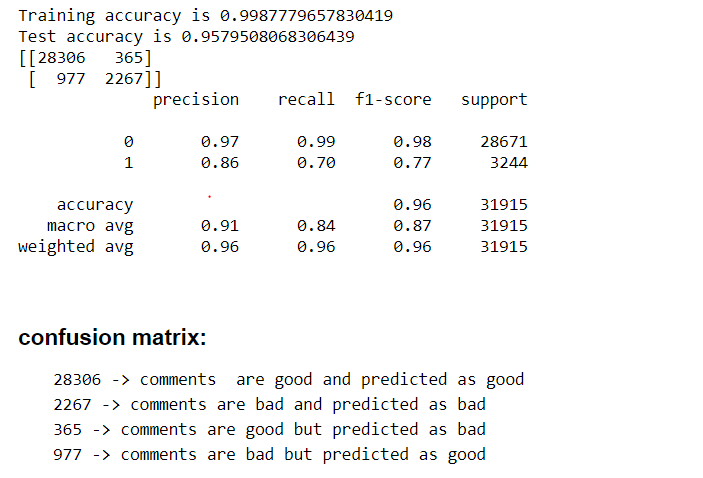 Training accuracy is 0.9987779657830419
Test accuracy is 0.9579508068306439
[[28306   365]
 [  977  2267]]
              precision    recall  f1-score   support

           0       0.97      0.99      0.98     28671
           1       0.86      0.70      0.77      3244

    accuracy                           0.96     31915
   macro avg       0.91      0.84      0.87     31915
weighted avg       0.96      0.96      0.96     31915

confusion matrix:
28306 -> comments  are good and predicted as good
2267 -> comments are bad and predicted as bad
365 -> comments are good but predicted as bad
977 -> comments are bad but predicted as good